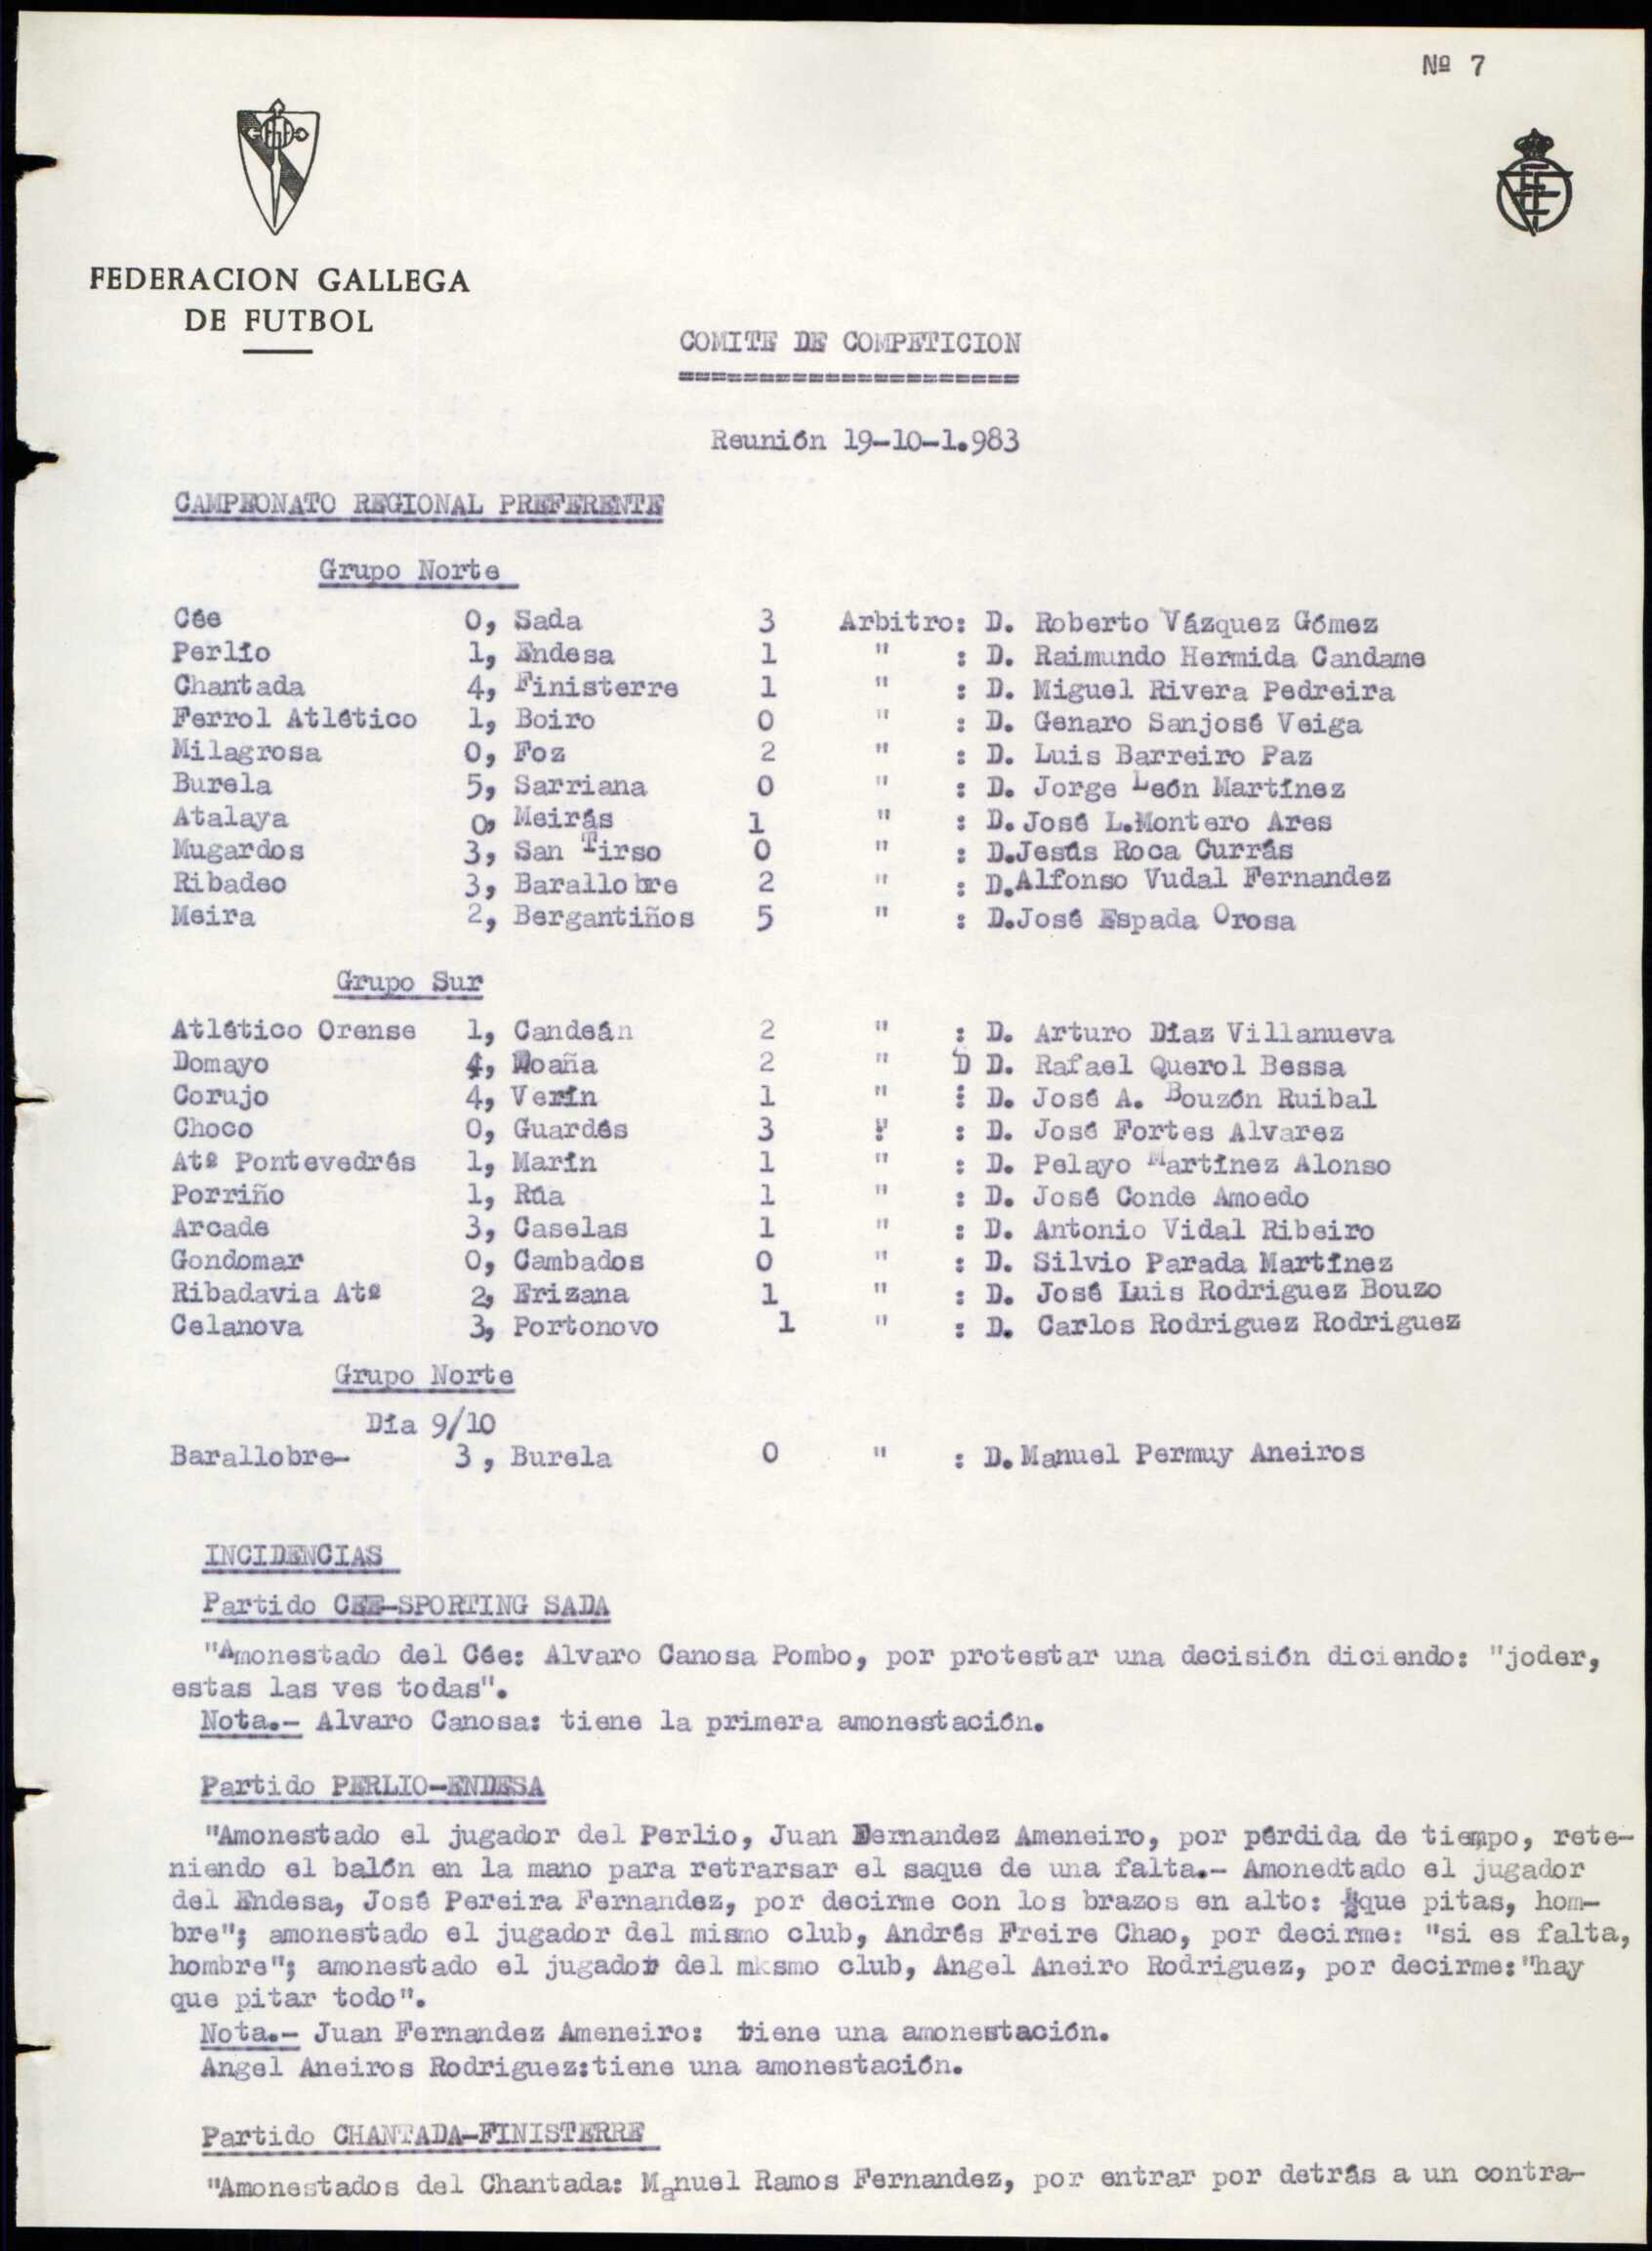 Nº 7
FEDERACION GALLEGA
DE FUTBOL
COMITE DE COMPETICION
=====================
Reunión 19-10-1.983
CAMPEONATO REGIONAL PREFERENTE
Grupo Norte
Cée 0, Sada 3 Arbitro: D. Roberto Vázquez Gómez
Perlío 1, Endesa 1 " : D. Raimundo Hermida Candame
Chantada 4, Finisterre 1 " : D. Miguel Rivera Pedreira
Ferrol Atlético 1, Boiro 0 " : D. Genaro Sanjosé Veiga
Milagrosa 0, Foz 2 " : D. Luis Barreiro Paz
Burela 5, Sarriana 0 " : D. Jorge León Martínez
Atalaya 0, Meirás 1 " : D. José L.Montero Ares
Mugardos 3, San Tirso 0 " : D.Jesús Roca Currás
Ribadeo 3, Barallobre 2 " : D.Alfonso Vudal Fernandez
Meira 2, Bergantiños 5 " : D.José Espada Orosa
Grupo Sur
Atlético Orense 1, Candeán 2 " : D. Arturo Díaz Villanueva
Domayo 4, Moaña 2 " D D. Rafael Querol Bessa
Corujo 4, Verín 1 " : D. José A. Bouzón Ruibal
Choco 0, Guardés 3 " : D. José Fortes Alvarez
Atº Pontevedrés 1, Marín 1 " : D. Pelayo Martínez Alonso
Porriño 1, Rúa 1 " : D. José Conde Amoedo
Arcade 3, Caselas 1 " : D. Antonio Vidal Ribeiro
Gondomar 0, Cambados 0 " : D. Silvio Parada Martínez
Ribadavia Atº 2, Erizana 1 " : D. José Luis Rodriguez Bouzo
Celanova 3, Portonovo 1 " : D. Carlos Rodriguez Rodriguez
Grupo Norte
Día 9/10
Barallobre- 3, Burela 0 " : D. Manuel Permuy Aneiros
INCIDENCIAS
Partido CEE-SPORTING SADA
"Amonestado del Cée: Alvaro Canosa Pombo, por protestar una decisión diciendo: "joder,
estas las ves todas".
Nota.- Alvaro Canosa: tiene la primera amonestación.
Partido PERLIO-ENDESA
"Amonestado el jugador del Perlio, Juan Dernandez Ameneiro, por pérdida de tiempo, rete-
niendo el balón en la mano para retrarsar el saque de una falta.- Amonedtado el jugador
del Endesa, José Pereira Fernandez, por decirme con los brazos en alto: "que pitas, hom-
bre"; amonestado el jugador del mismo club, Andrés Freire Chao, por decirme: "si es falta,
hombre"; amonestado el jugador del mksmo club, Angel Aneiro Rodriguez, por decirme:"hay
que pitar todo".
Nota.- Juan Fernandez Ameneiro: tiene una amonestación.
Angel Aneiros Rodriguez:tiene una amonestación.
Partido CHANTADA-FINISTERRE
"Amonestados del Chantada: Manuel Ramos Fernandez, por entrar por detrás a un contra-